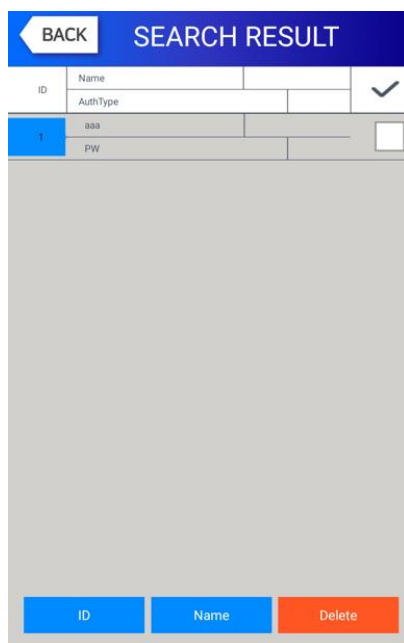 BACK SEARCH RESULT
ID
Name
AuthType
1
aaa
PW
ID Name Delete